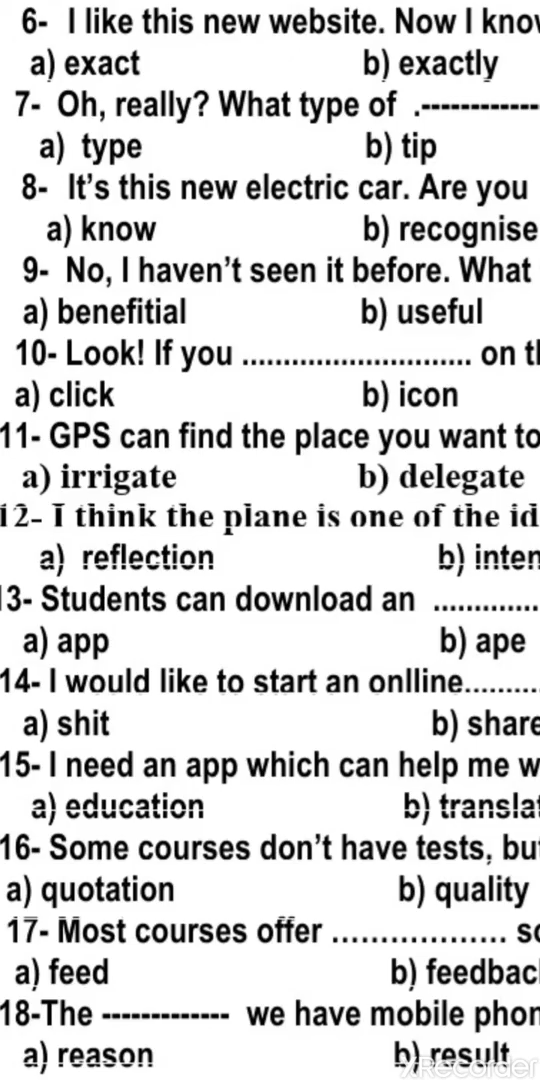 6- I like this new website. Now I know
a) exact b) exactly
7- Oh, really? What type of .------------
a) type b) tip
8- It's this new electric car. Are you
a) know b) recognise
9- No, I haven't seen it before. What
a) benefitial b) useful
10- Look! If you ............................ on
a) click b) icon
11- GPS can find the place you want to
a) irrigate b) delegate
12- I think the plane is one of the
a) reflection
13- Students can download an .............
a) app b) ape
14- I would like to start an onlline.........
a) shit b) share
15- I need an app which can help me
a) education
16- Some courses don't have tests, but
a) quotation b) quality
17- Most courses offer ................... 
a) feed b) feedback
18-The ------------- we have mobile
a) reason b) result
XRecorder